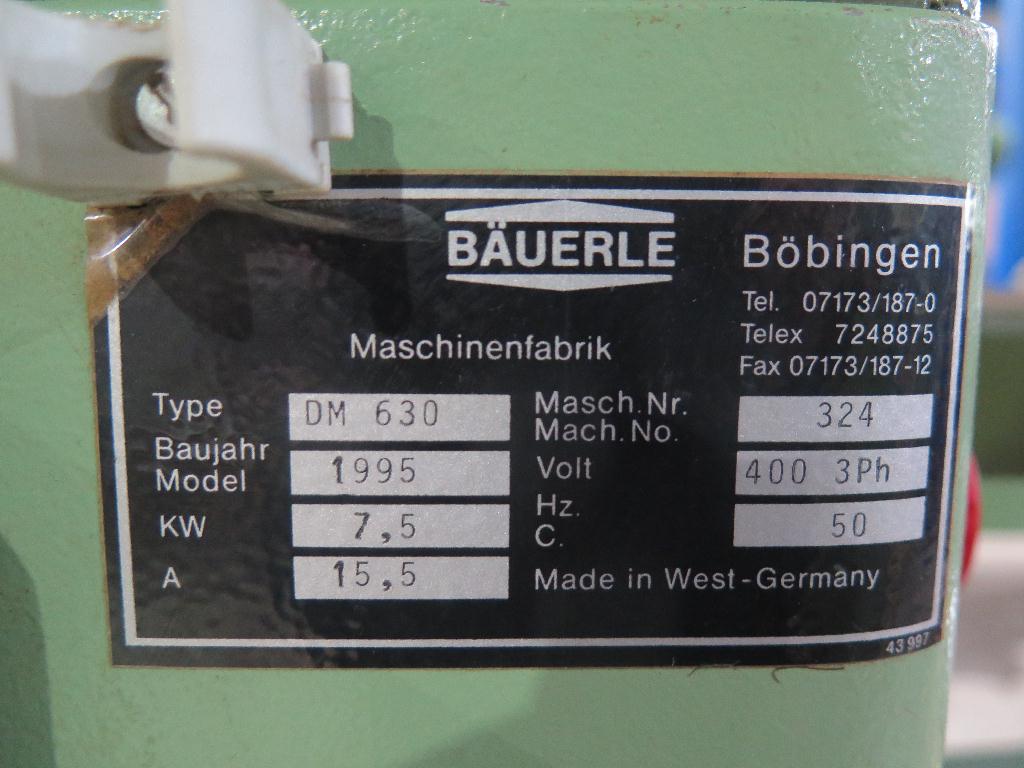 BÄUERLE
Böbingen
Tel. 07173/187-0
Telex 7248875
Fax 07173/187-12
Maschinenfabrik
Type DM 630
Masch.Nr.
Mach.No. 324
Baujahr
Model 1995
Volt 400 3Ph
KW 7,5
Hz.
C. 50
A 15,5
Made in West-Germany
43997